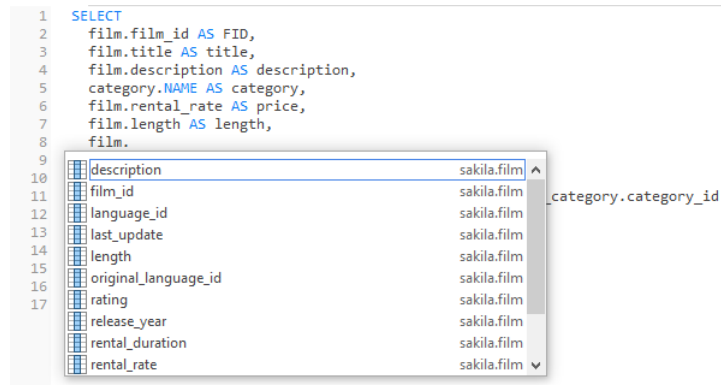 1 SELECT
2 film.film_id AS FID,
3 film.title AS title,
4 film.description AS description,
5 category.NAME AS category,
6 film.rental_rate AS price,
7 film.length AS length,
8 film.
9
description sakila.film
10
film_id sakila.film
11 _category.category_id
language_id sakila.film
12
last_update sakila.film
13
length sakila.film
14
original_language_id sakila.film
15
rating sakila.film
16
release_year sakila.film
17
rental_duration sakila.film
rental_rate sakila.film